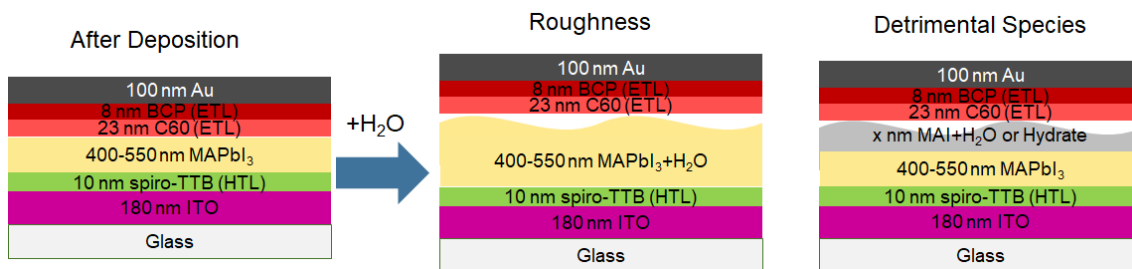 After Deposition
100 nm Au
8 nm BCP (ETL)
23 nm C60 (ETL)
400-550 nm MAPbI₃
10 nm spiro-TTB (HTL)
180 nm ITO
Glass
+H₂O
Roughness
100 nm Au
8 nm BCP (ETL)
23 nm C60 (ETL)
400-550 nm MAPbI₃+H₂O
10 nm spiro-TTB (HTL)
180 nm ITO
Glass
Detrimental Species
100 nm Au
8 nm BCP (ETL)
23 nm C60 (ETL)
x nm MAI+H₂O or Hydrate
400-550 nm MAPbI₃
10 nm spiro-TTB (HTL)
180 nm ITO
Glass